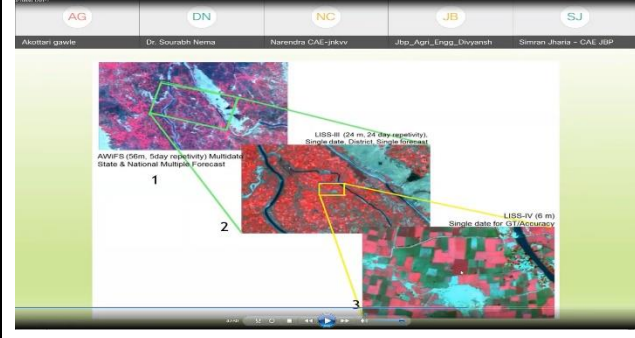 AG DN NC JB SJ
Akottari gawle Dr. Sourabh Nema Narendra CAE-jnkvv Jbp_Agri_Engg_Divyansh Simran Jharia - CAE JBP
LISS-III (24 m, 24 day repetivity),
Single date, District, Single forecast
AWiFS (56m, 5day repetivity) Multidate
State & National Multiple Forecast
1
2
LISS-IV (6 m)
Single date for GT/Accuracy
3